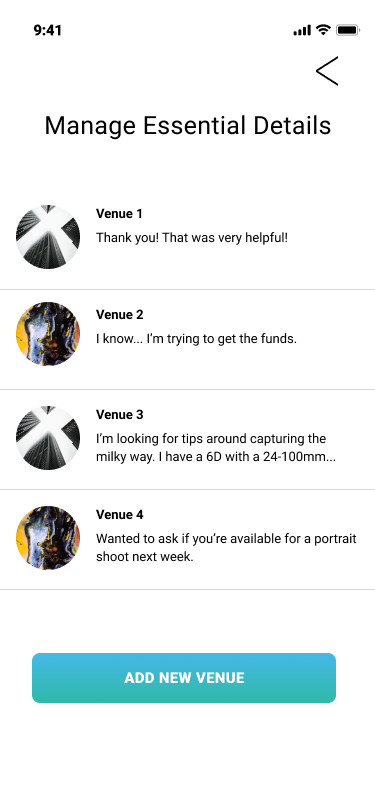 9:41
Manage Essential Details
Venue 1
Thank you! That was very helpful!
Venue 2
I know... I’m trying to get the funds.
Venue 3
I’m looking for tips around capturing the
milky way. I have a 6D with a 24-100mm...
Venue 4
Wanted to ask if you’re available for a portrait
shoot next week.
ADD NEW VENUE